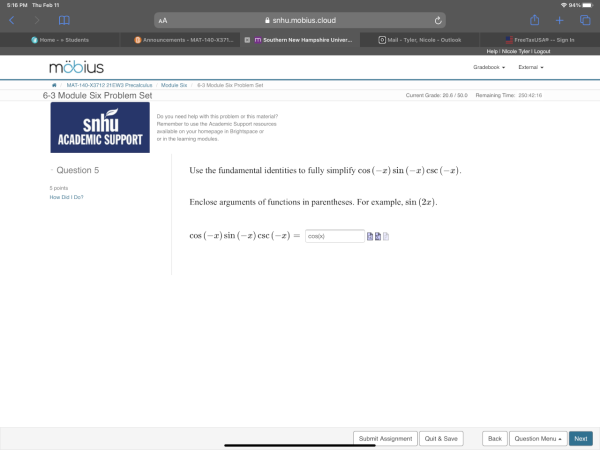 5:16 PM Thu Feb 11
94%
AA
snhu.mobius.cloud
Home - + Students
Announcements - MAT-140-X371...
m Southern New Hampshire Univer...
Mail - Tyler, Nicole - Outlook
FreeTaxUSA® -- Sign In
Help | Nicole Tyler | Logout
möbius
Gradebook
External
MAT-140-X3712 21EW3 Precalculus / Module Six / 6-3 Module Six Problem Set
6-3 Module Six Problem Set
Current Grade: 20.6 / 50.0 Remaining Time: 250:42:16
snhu
ACADEMIC SUPPORT
Do you need help with this problem or this material?
Remember to use the Academic Support resources
available on your homepage in Brightspace or
or in the learning modules.
Question 5
5 points
How Did I Do?
Use the fundamental identities to fully simplify cos (−x) sin (−x) csc (−x).
Enclose arguments of functions in parentheses. For example, sin (2x).
cos (−x) sin (−x) csc (−x) = cos(x)
Submit Assignment
Quit & Save
Back
Question Menu
Next